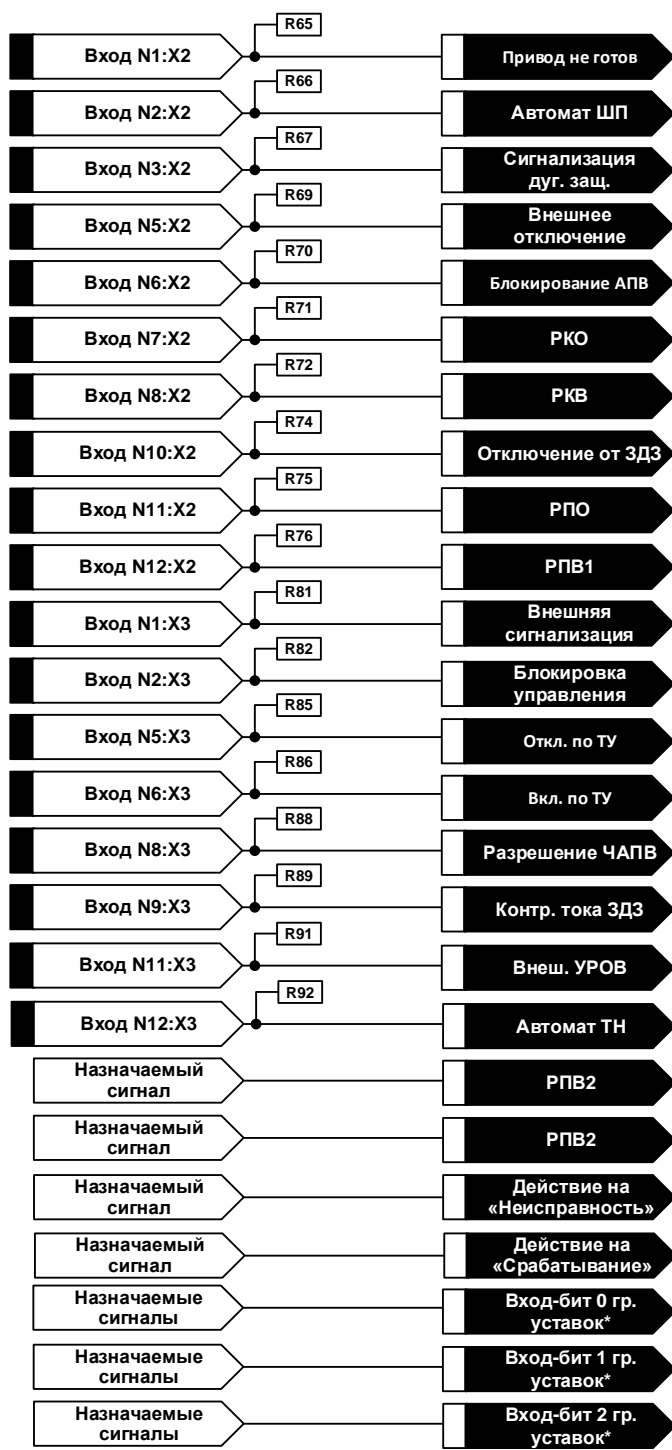 R65
Вход N1:X2
Привод не готов
R66
Вход N2:X2
Автомат ШП
R67
Вход N3:X2
Сигнализация
дуг. защ.
R69
Вход N5:X2
Внешнее
отключение
R70
Вход N6:X2
Блокирование АПВ
R71
Вход N7:X2
РКО
R72
Вход N8:X2
РКВ
R74
Вход N10:X2
Отключение от ЗДЗ
R75
Вход N11:X2
РПО
R76
Вход N12:X2
РПВ1
R81
Вход N1:X3
Внешняя
сигнализация
R82
Вход N2:X3
Блокировка
управления
R85
Вход N5:X3
Откл. по ТУ
R86
Вход N6:X3
Вкл. по ТУ
R88
Вход N8:X3
Разрешение ЧАПВ
R89
Вход N9:X3
Контр. тока ЗДЗ
R91
Вход N11:X3
Внеш. УРОВ
R92
Вход N12:X3
Автомат ТН
Назначаемый
сигнал
РПВ2
Назначаемый
сигнал
РПВ2
Назначаемый
сигнал
Действие на
«Неисправность»
Назначаемый
сигнал
Действие на
«Срабатывание»
Назначаемые
сигналы
Вход-бит 0 гр.
уставок*
Назначаемые
сигналы
Вход-бит 1 гр.
уставок*
Назначаемые
сигналы
Вход-бит 2 гр.
уставок*